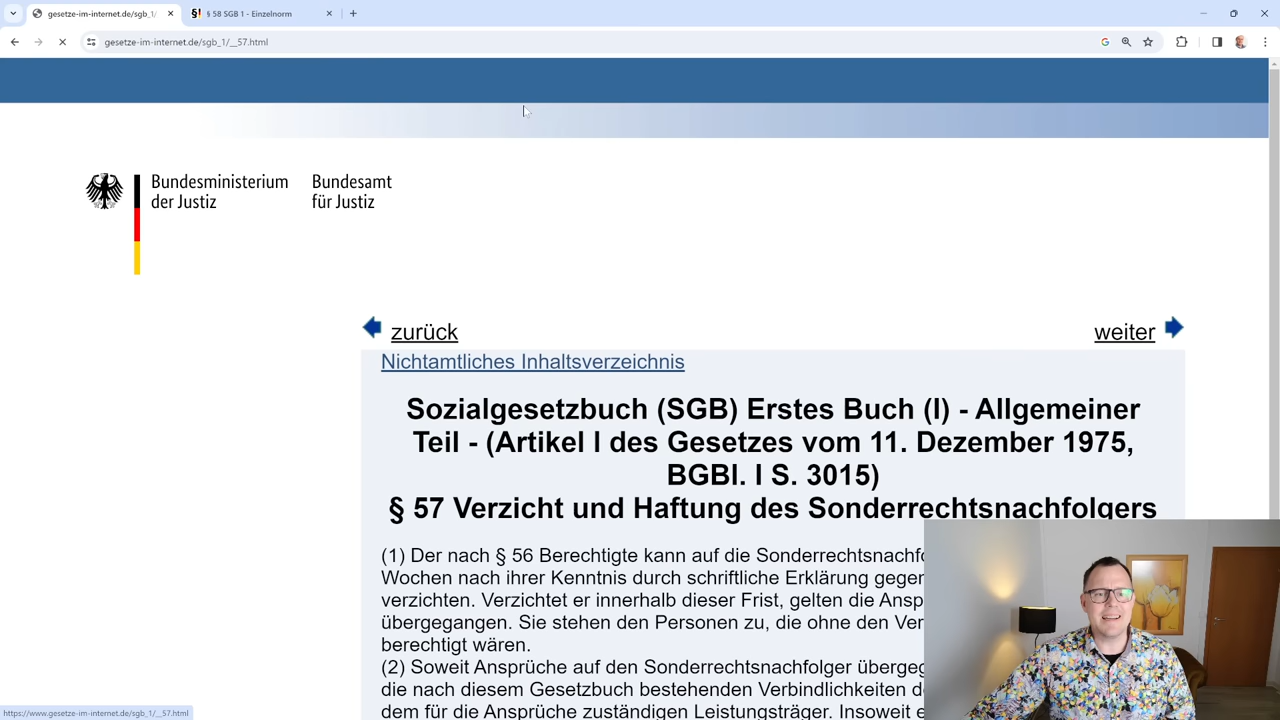 gesetze-im-internet.de/sgb_1/
§ 58 SGB 1 - Einzelnorm
gesetze-im-internet.de/sgb_1/__57.html
Bundesministerium
der Justiz
Bundesamt
für Justiz
zurück
weiter
Nichtamtliches Inhaltsverzeichnis
Sozialgesetzbuch (SGB) Erstes Buch (I) - Allgemeiner
Teil - (Artikel I des Gesetzes vom 11. Dezember 1975,
BGBl. I S. 3015)
§ 57 Verzicht und Haftung des Sonderrechtsnachfolgers
(1) Der nach § 56 Berechtigte kann auf die
Wochen nach ihrer Kenntnis durch schriftliche Erklärung
verzichten. Verzichtet er innerhalb dieser Frist, gelten die
übergegangen. Sie stehen den Personen zu, die ohne den
berechtigt wären.
(2) Soweit Ansprüche auf den Sonderrechtsnachfolger
die nach diesem Gesetzbuch bestehenden Verbindlichkeiten
dem für die Ansprüche zuständigen Leistungsträger. Insoweit
https://www.gesetze-im-internet.de/sgb_1/__57.html